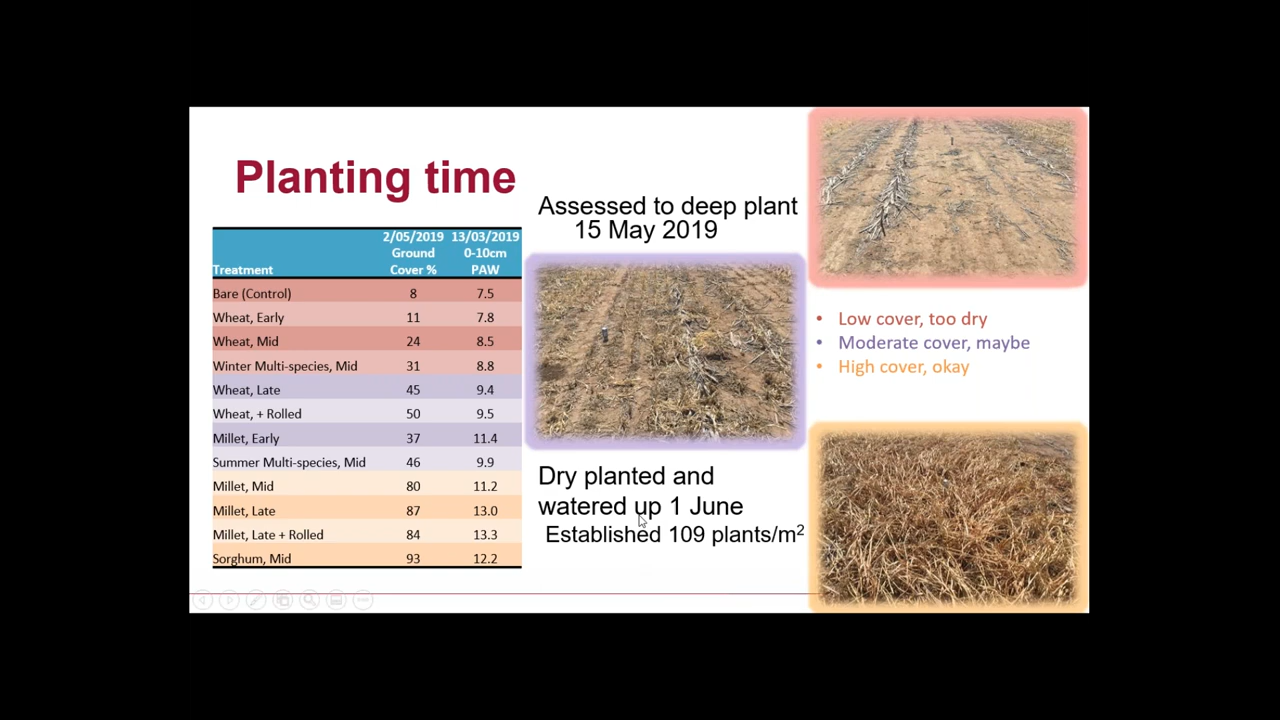 Planting time
Assessed to deep plant
15 May 2019
Treatment 2/05/2019 Ground Cover % 13/03/2019 0-10cm PAW
Bare (Control) 8 7.5
Wheat, Early 11 7.8
Wheat, Mid 24 8.5
Winter Multi-species, Mid 31 8.8
Wheat, Late 45 9.4
Wheat, + Rolled 50 9.5
Millet, Early 37 11.4
Summer Multi-species, Mid 46 9.9
Millet, Mid 80 11.2
Millet, Late 87 13.0
Millet, Late + Rolled 84 13.3
Sorghum, Mid 93 12.2
• Low cover, too dry
• Moderate cover, maybe
• High cover, okay
Dry planted and
watered up 1 June
Established 109 plants/m²